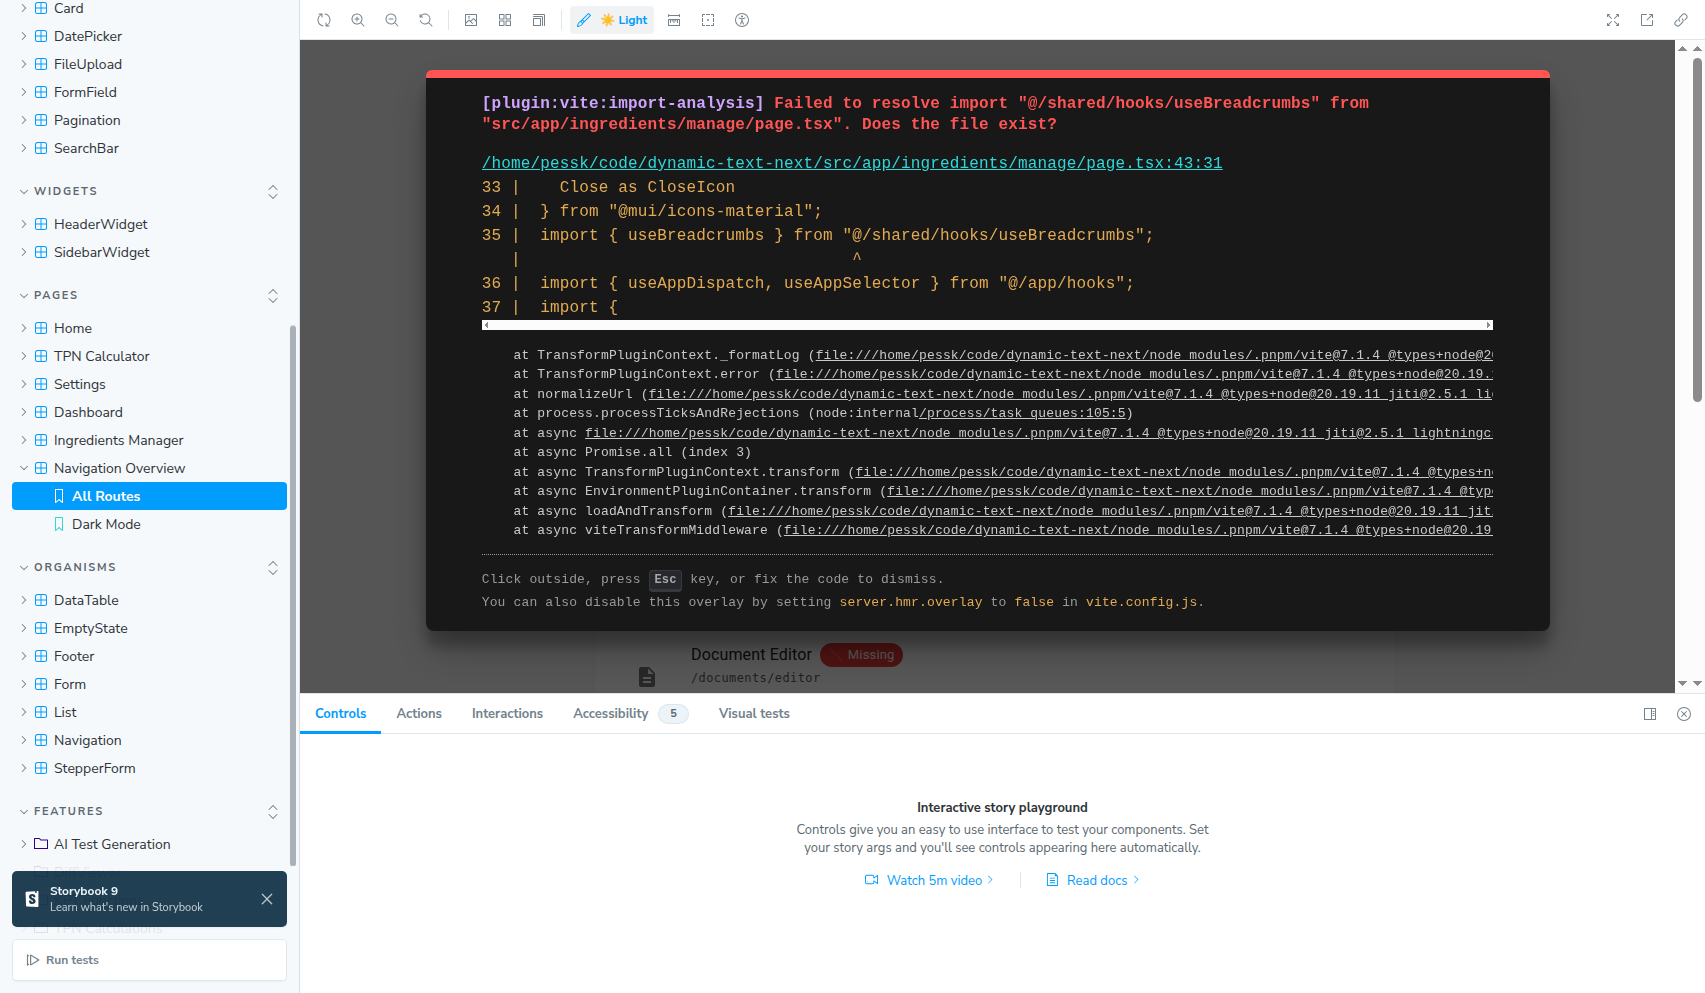 Card
DatePicker
FileUpload
FormField
Pagination
SearchBar
WIDGETS
HeaderWidget
SidebarWidget
PAGES
Home
TPN Calculator
Settings
Dashboard
Ingredients Manager
Navigation Overview
All Routes
Dark Mode
ORGANISMS
DataTable
EmptyState
Footer
Form
List
Navigation
StepperForm
FEATURES
AI Test Generation
Storybook 9
Learn what's new in Storybook
TPN Calculations
Run tests
Light
[plugin:vite:import-analysis] Failed to resolve import "@/shared/hooks/useBreadcrumbs" from
"src/app/ingredients/manage/page.tsx". Does the file exist?
/home/pessk/code/dynamic-text-next/src/app/ingredients/manage/page.tsx:43:31
33 |    Close as CloseIcon
34 |  } from "@mui/icons-material";
35 |  import { useBreadcrumbs } from "@/shared/hooks/useBreadcrumbs";
|                                  ^
36 |  import { useAppDispatch, useAppSelector } from "@/app/hooks";
37 |  import {
at TransformPluginContext._formatLog (file:///home/pessk/code/dynamic-text-next/node_modules/.pnpm/vite@7.1.4_@types+node@20
at TransformPluginContext.error (file:///home/pessk/code/dynamic-text-next/node_modules/.pnpm/vite@7.1.4_@types+node@20.19.
at normalizeUrl (file:///home/pessk/code/dynamic-text-next/node_modules/.pnpm/vite@7.1.4_@types+node@20.19.11_jiti@2.5.1_li
at process.processTicksAndRejections (node:internal/process/task_queues:105:5)
at async file:///home/pessk/code/dynamic-text-next/node_modules/.pnpm/vite@7.1.4_@types+node@20.19.11_jiti@2.5.1_lightningc
at async Promise.all (index 3)
at async TransformPluginContext.transform (file:///home/pessk/code/dynamic-text-next/node_modules/.pnpm/vite@7.1.4_@types+n
at async EnvironmentPluginContainer.transform (file:///home/pessk/code/dynamic-text-next/node_modules/.pnpm/vite@7.1.4_@typ
at async loadAndTransform (file:///home/pessk/code/dynamic-text-next/node_modules/.pnpm/vite@7.1.4_@types+node@20.19.11_jit
at async viteTransformMiddleware (file:///home/pessk/code/dynamic-text-next/node_modules/.pnpm/vite@7.1.4_@types+node@20.19
Click outside, press Esc key, or fix the code to dismiss.
You can also disable this overlay by setting server.hmr.overlay to false in vite.config.js.
Document Editor Missing
/documents/editor
Controls Actions Interactions Accessibility 5 Visual tests
Interactive story playground
Controls give you an easy to use interface to test your components. Set
your story args and you'll see controls appearing here automatically.
Watch 5m video Read docs